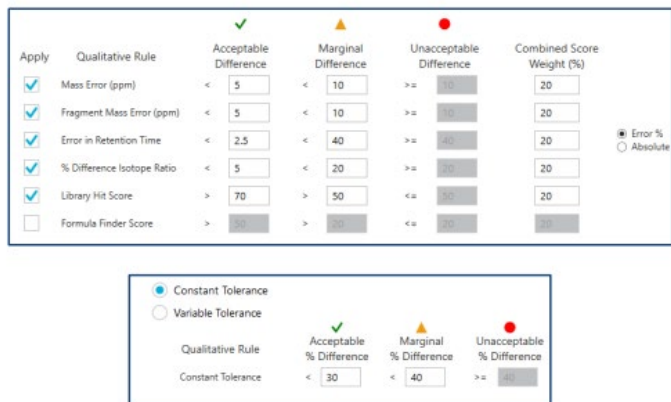 Apply Qualitative Rule Acceptable Difference Marginal Difference Unacceptable Difference Combined Score Weight (%)
Mass Error (ppm) < 5 < 10 >= 10 20
Fragment Mass Error (ppm) < 5 < 10 >= 10 20
Error in Retention Time < 2.5 < 40 >= 40 20
Error %
Absolute
% Difference Isotope Ratio < 5 < 20 >= 20 20
Library Hit Score > 70 > 50 <= 50 20
Formula Finder Score > 50 > 20 <= 20 20
Constant Tolerance
Variable Tolerance
Qualitative Rule Acceptable % Difference Marginal % Difference Unacceptable % Difference
Constant Tolerance < 30 < 40 >= 40